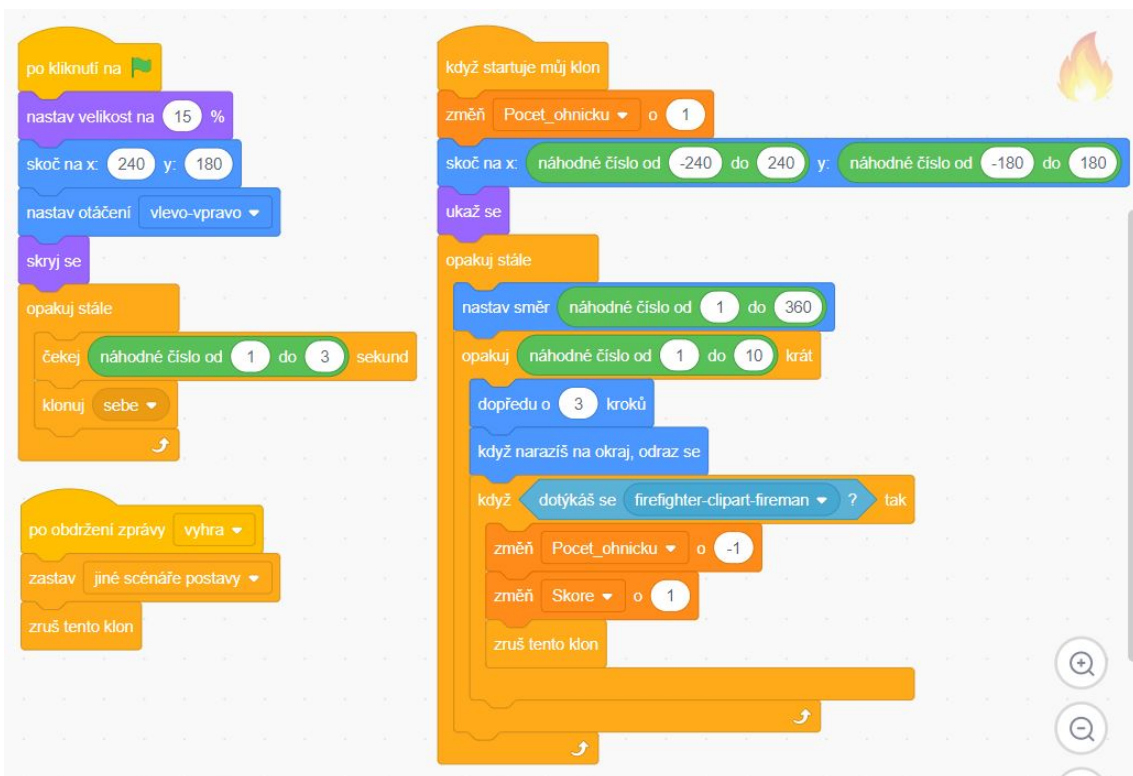 po kliknutí na
nastav velikost na 15 %
skoč na x: 240 y: 180
nastav otáčení vlevo-vpravo
skryj se
opakuj stále
čekej náhodné číslo od 1 do 3 sekund
klonuj sebe
po obdržení zprávy vyhra
zastav jiné scénáře postavy
zruš tento klon
když startuje můj klon
změň Pocet_ohnicku o 1
skoč na x: náhodné číslo od -240 do 240 y: náhodné číslo od -180 do 180
ukaž se
opakuj stále
nastav směr náhodné číslo od 1 do 360
opakuj náhodné číslo od 1 do 10 krát
dopředu o 3 kroků
když narazíš na okraj, odraz se
když dotýkáš se firefighter-clipart-fireman ? tak
změň Pocet_ohnicku o -1
změň Skore o 1
zruš tento klon